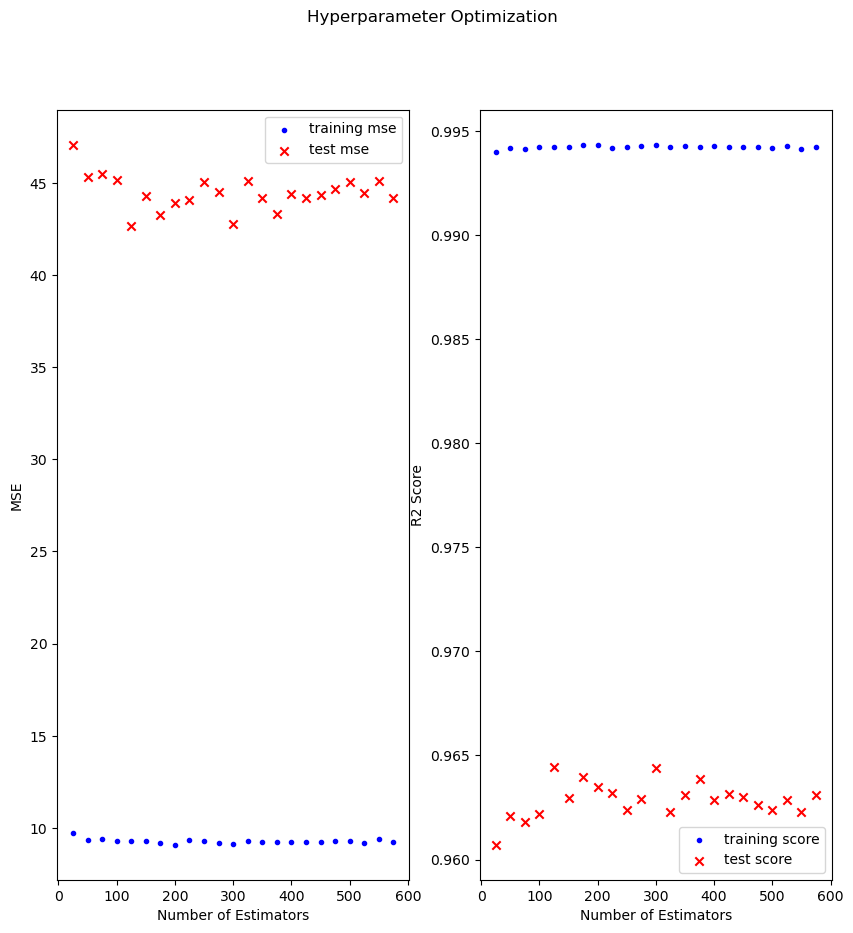 Hyperparameter Optimization
training mse
test mse
45
40
35
30
25
20
15
10
MSE
0 100 200 300 400 500 600
Number of Estimators
0.995
0.990
0.985
0.980
0.975
0.970
0.965
0.960
R2 Score
training score
test score
0 100 200 300 400 500 600
Number of Estimators